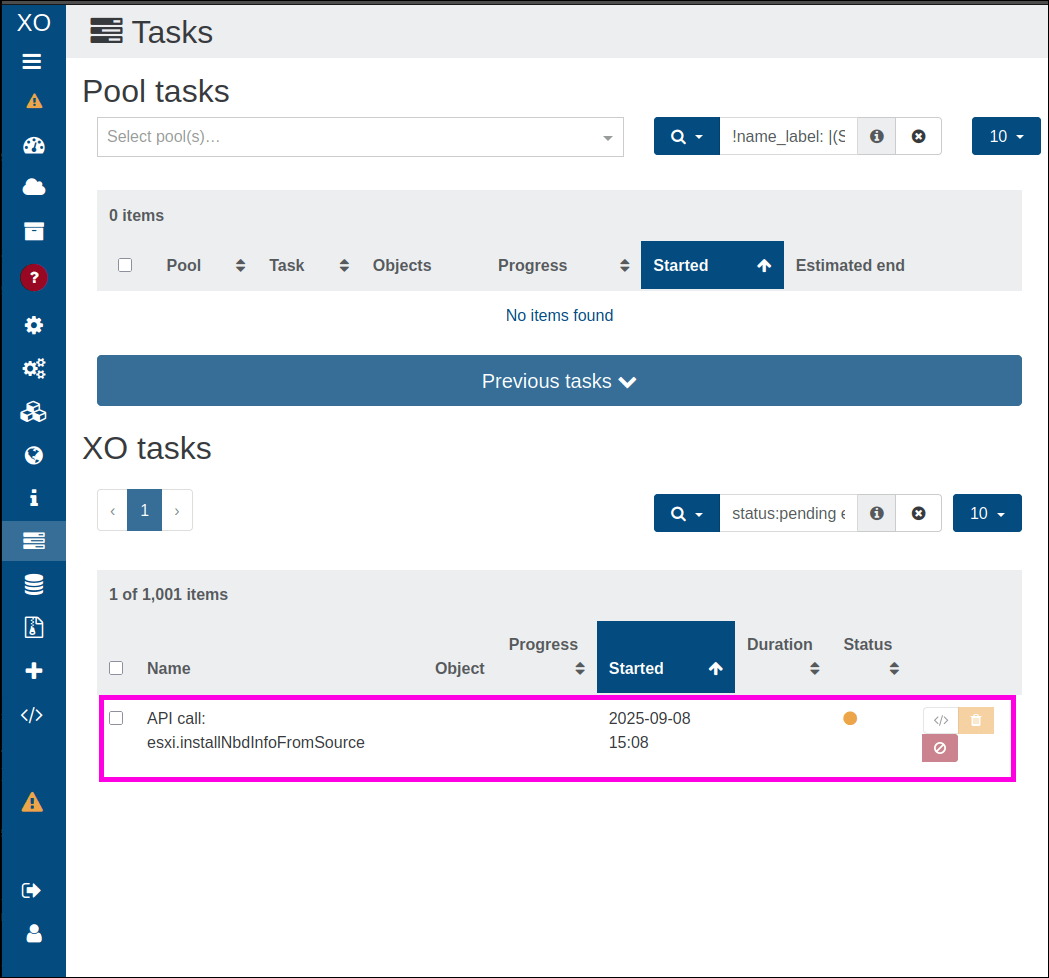 XO
Tasks
Pool tasks
Select pool(s)...
!name_label: |(S
10
0 items
Pool
Task
Objects
Progress
Started
Estimated end
No items found
Previous tasks
XO tasks
‹ 1 ›
status:pending e
10
1 of 1,001 items
Name
Object
Progress
Started
Duration
Status
API call:
esxi.installNbdInfoFromSource
2025-09-08
15:08